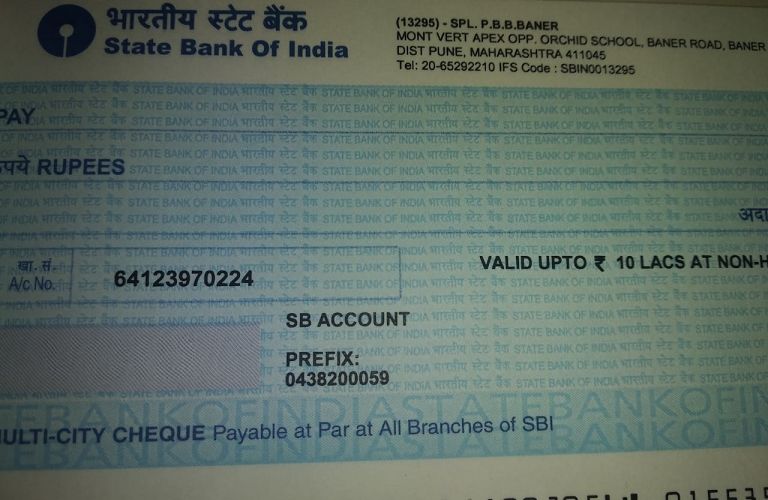 भारतीय स्टेट बैंक
State Bank Of India
(13295) - SPL. P.B.B.BANER
MONT VERT APEX OPP. ORCHID SCHOOL, BANER ROAD, BANER
DIST PUNE, MAHARASHTRA 411045
Tel: 20-65292210 IFS Code : SBIN0013295
PAY
रुपये RUPEES
अदा
खा. सं.
A/c No.
64123970224
VALID UPTO ₹ 10 LACS AT NON-H
SB ACCOUNT
PREFIX:
0438200059
MULTI-CITY CHEQUE Payable at Par at All Branches of SBI